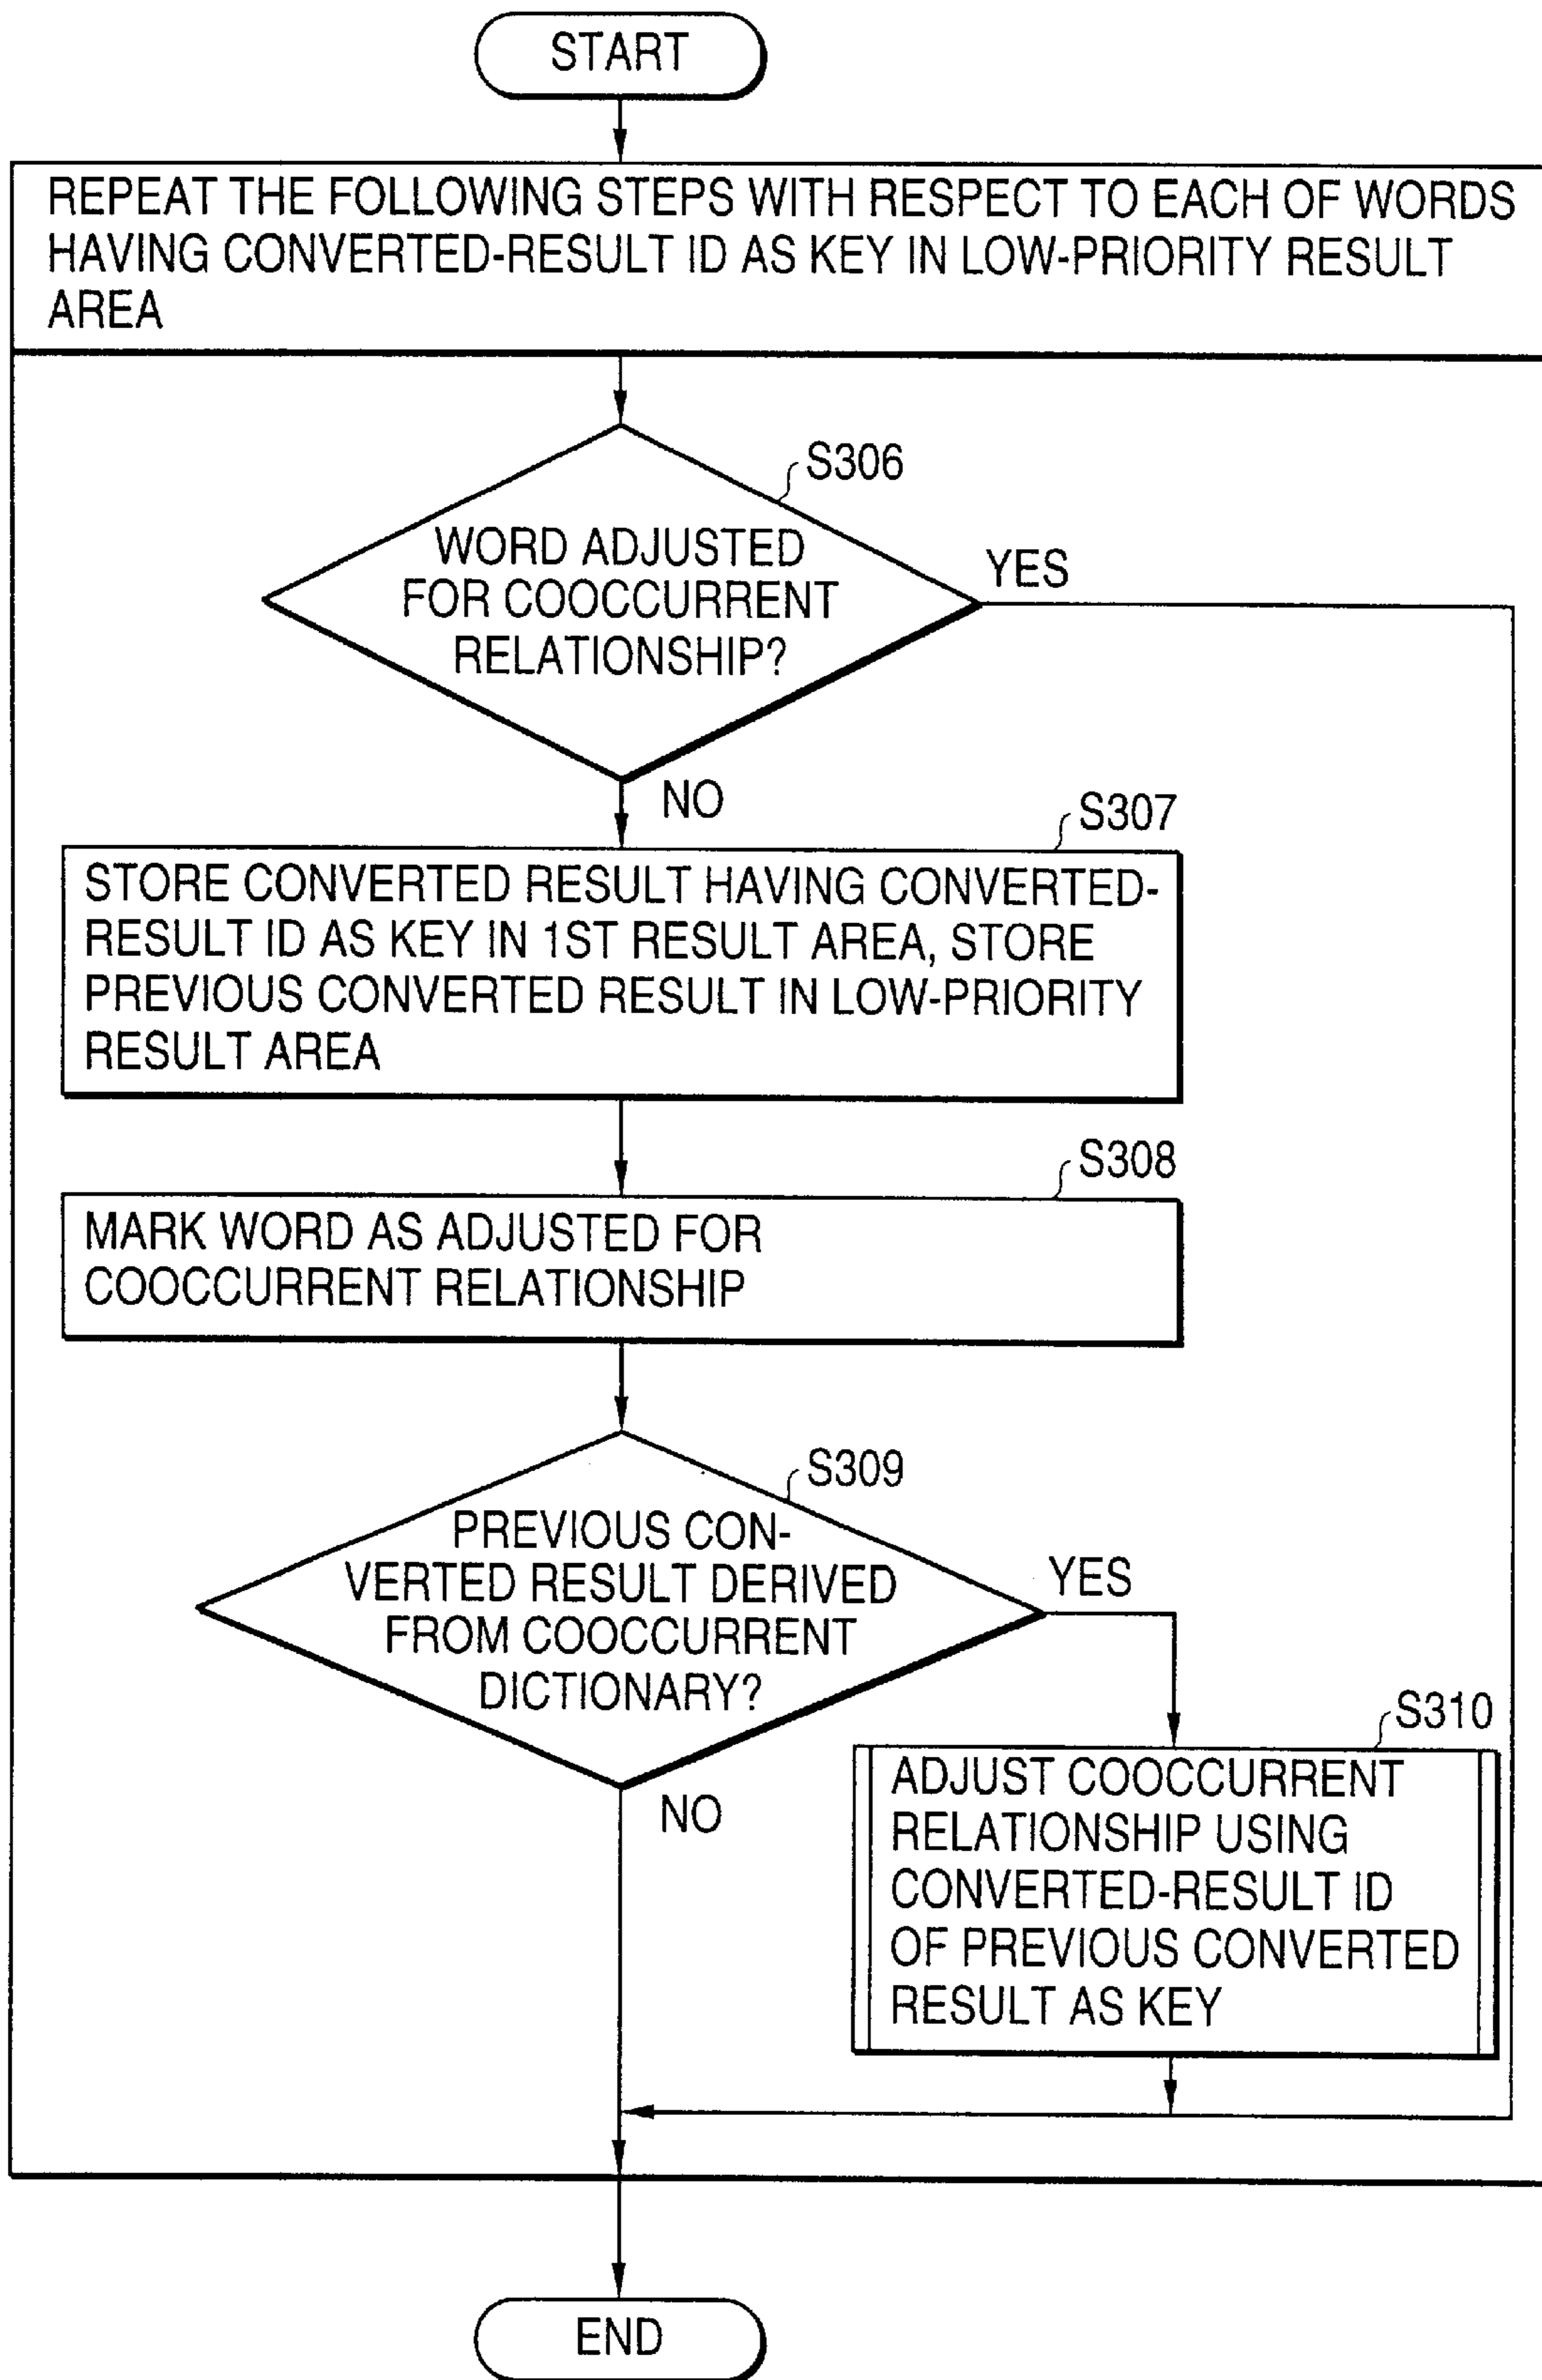 START
REPEAT THE FOLLOWING STEPS WITH RESPECT TO EACH OF WORDS
HAVING CONVERTED-RESULT ID AS KEY IN LOW-PRIORITY RESULT
AREA
S306
WORD ADJUSTED
FOR COOCCURRENT
RELATIONSHIP?
YES
NO
S307
STORE CONVERTED RESULT HAVING CONVERTED-
RESULT ID AS KEY IN 1ST RESULT AREA, STORE
PREVIOUS CONVERTED RESULT IN LOW-PRIORITY
RESULT AREA
S308
MARK WORD AS ADJUSTED FOR
COOCCURRENT RELATIONSHIP
S309
PREVIOUS CON-
VERTED RESULT DERIVED
FROM COOCCURRENT
DICTIONARY?
YES
NO
S310
ADJUST COOCCURRENT
RELATIONSHIP USING
CONVERTED-RESULT ID
OF PREVIOUS CONVERTED
RESULT AS KEY
END